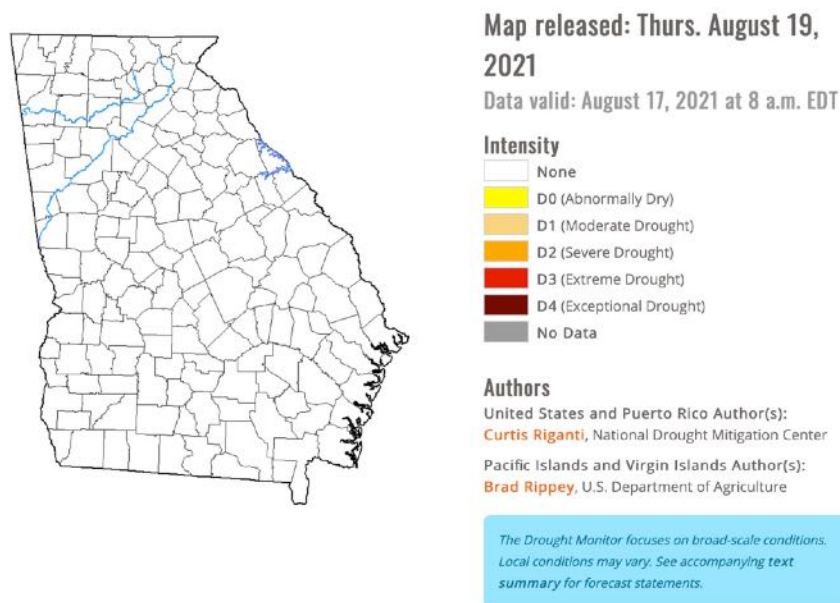 Map released: Thurs. August 19,
2021
Data valid: August 17, 2021 at 8 a.m. EDT
Intensity
None
D0 (Abnormally Dry)
D1 (Moderate Drought)
D2 (Severe Drought)
D3 (Extreme Drought)
D4 (Exceptional Drought)
No Data
Authors
United States and Puerto Rico Author(s):
Curtis Riganti, National Drought Mitigation Center
Pacific Islands and Virgin Islands Author(s):
Brad Rippey, U.S. Department of Agriculture
The Drought Monitor focuses on broad-scale conditions.
Local conditions may vary. See accompanying text
summary for forecast statements.